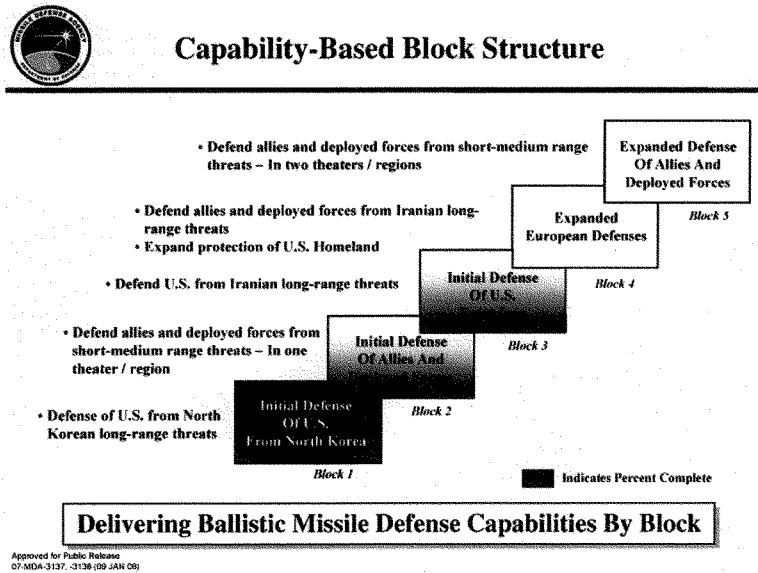 MISSILE DEFENSE AGENCY
DEPARTMENT OF DEFENSE
Capability-Based Block Structure
• Defend allies and deployed forces from short-medium range
threats – In two theaters / regions
Expanded Defense
Of Allies And
Deployed Forces
Block 5
• Defend allies and deployed forces from Iranian long-
range threats
• Expand protection of U.S. Homeland
Expanded
European Defenses
Block 4
• Defend U.S. from Iranian long-range threats
Initial Defense
Of U.S.
Block 3
• Defend allies and deployed forces from
short-medium range threats – In one
theater / region
Initial Defense
Of Allies And
Block 2
• Defense of U.S. from North
Korean long-range threats
Initial Defense
Of U.S.
From North Korea
Block 1
Indicates Percent Complete
Delivering Ballistic Missile Defense Capabilities By Block
Approved for Public Release
07-MDA-3137, -3138 (09 JAN 08)